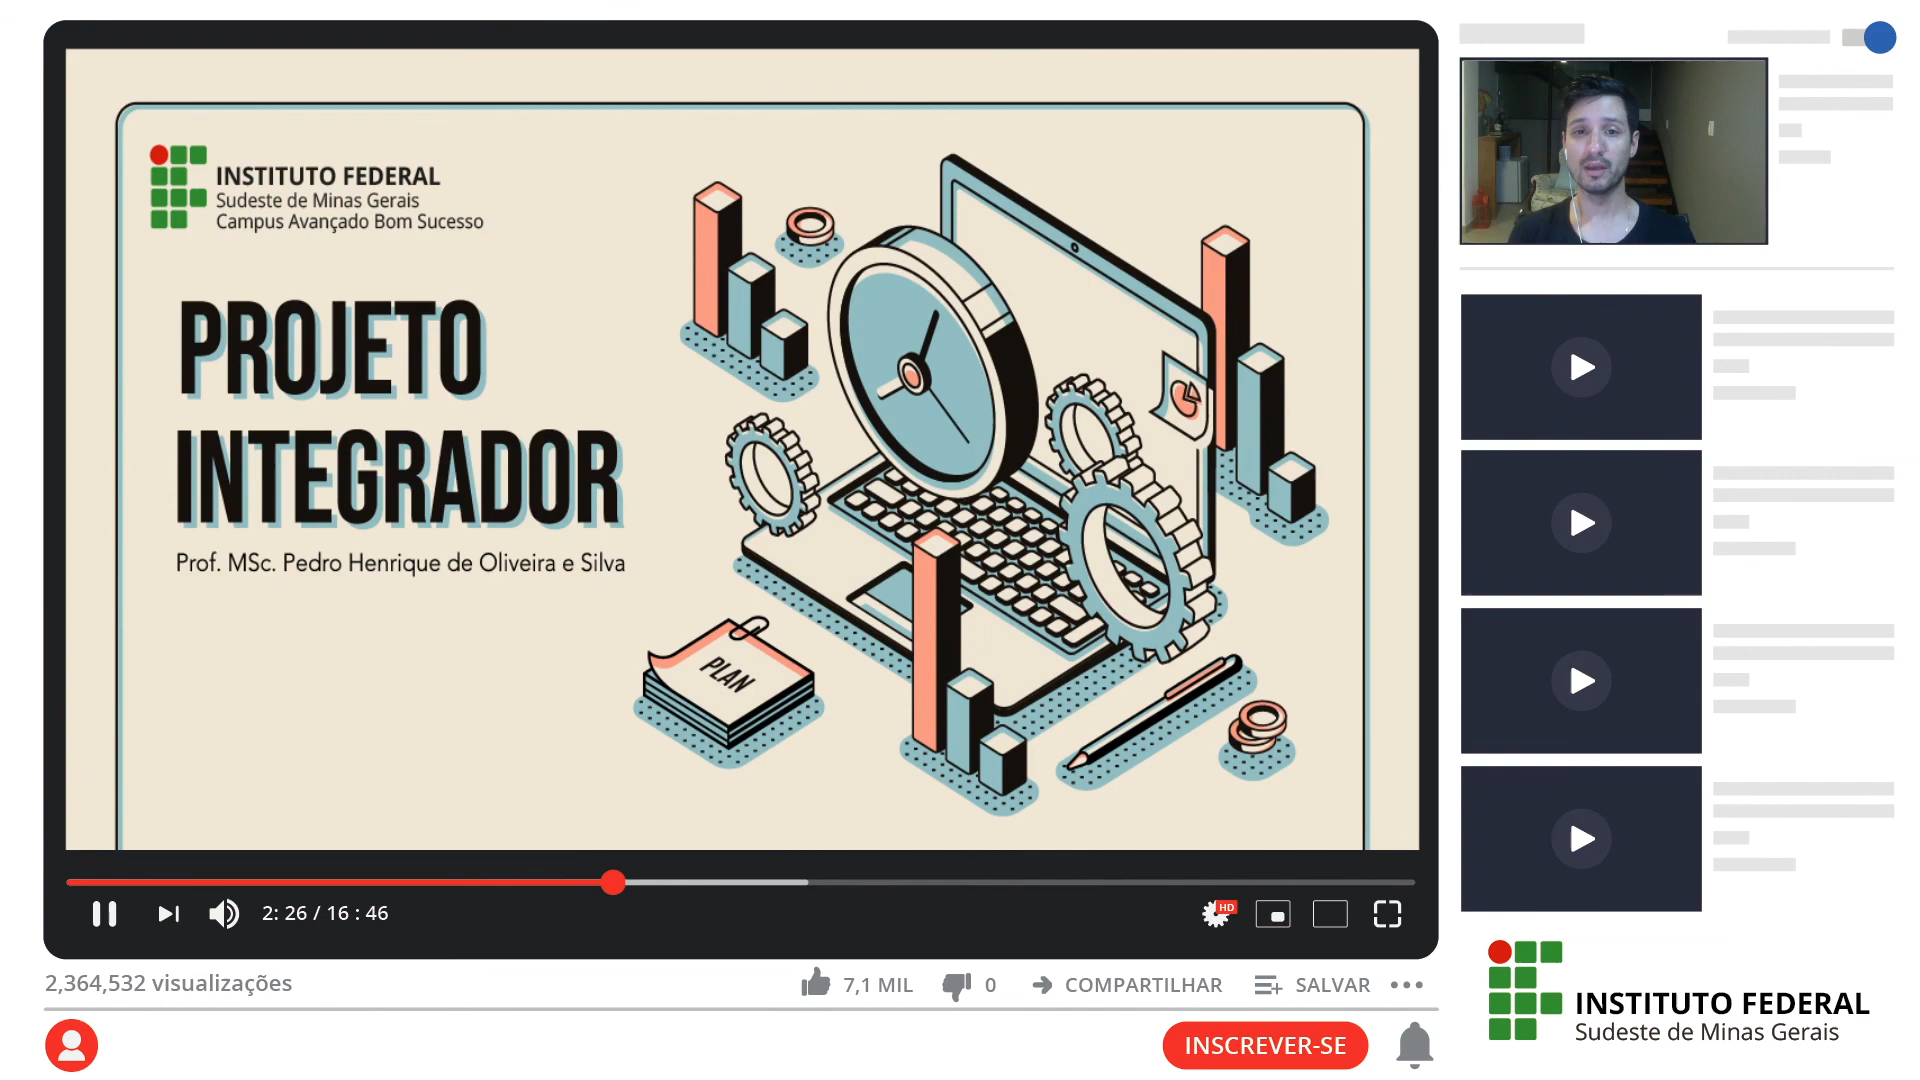 INSTITUTO FEDERAL
Sudeste de Minas Gerais
Campus Avançado Bom Sucesso
PROJETO
INTEGRADOR
Prof. MSc. Pedro Henrique de Oliveira e Silva
PLAN
2: 26 / 16 : 46
HD
2,364,532 visualizações
7,1 MIL
0
COMPARTILHAR
SALVAR
INSCREVER-SE
INSTITUTO FEDERAL
Sudeste de Minas Gerais